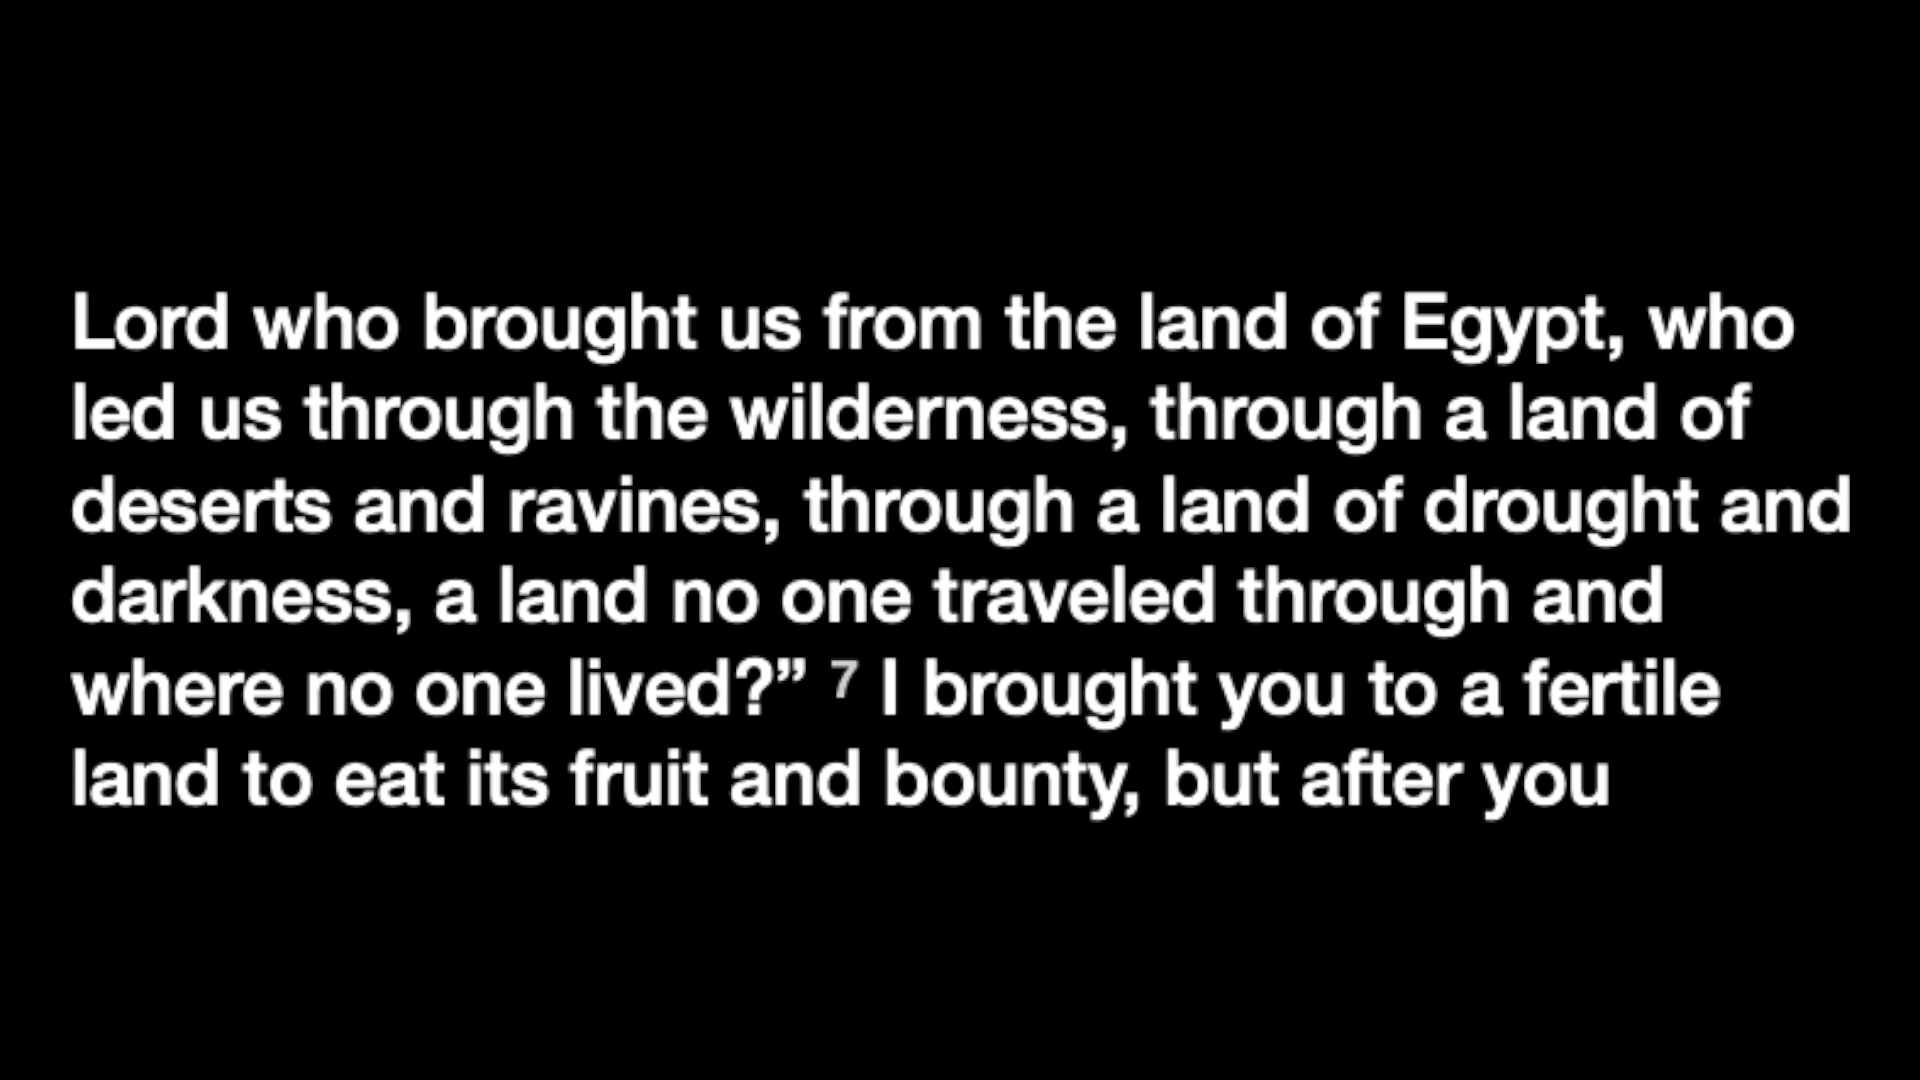 Lord who brought us from the land of Egypt, who
led us through the wilderness, through a land of
deserts and ravines, through a land of drought and
darkness, a land no one traveled through and
where no one lived?” 7 I brought you to a fertile
land to eat its fruit and bounty, but after you